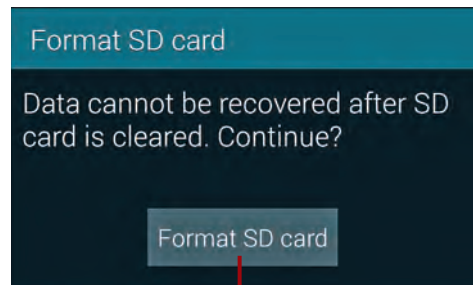 Format SD card
Data cannot be recovered after SD
card is cleared. Continue?
Format SD card